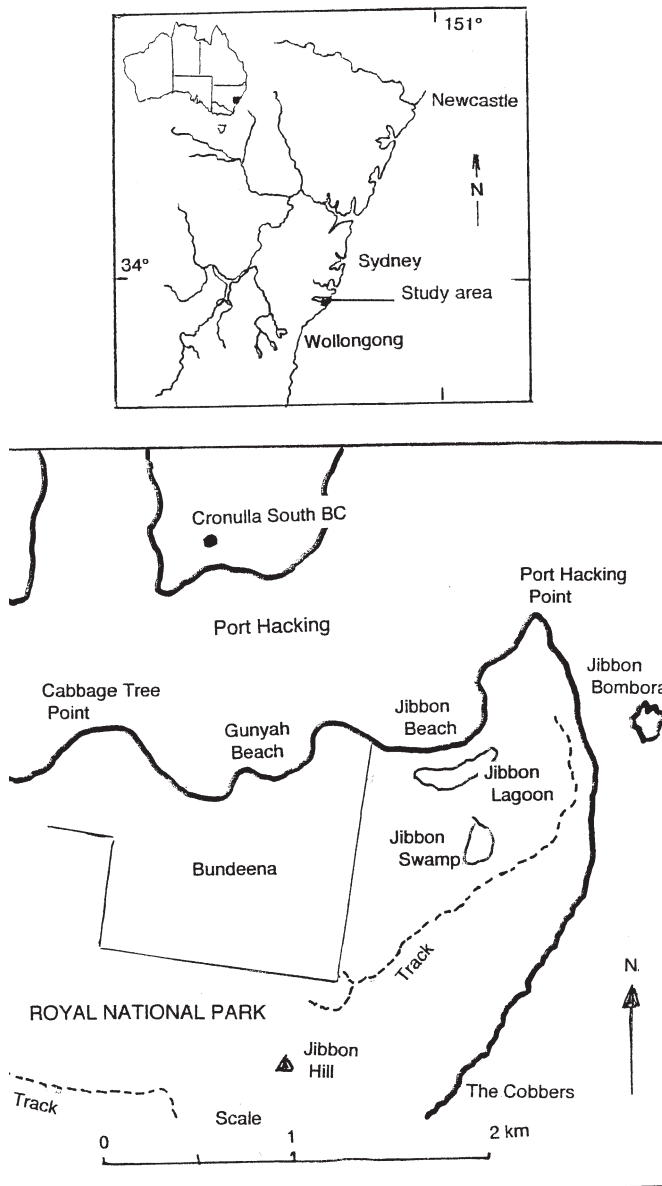 151°
Newcastle
N
34°
Sydney
Study area
Wollongong
Cronulla South BC
Port Hacking
Point
Port Hacking
Jibbon
Bombora
Cabbage Tree
Point
Gunyah
Beach
Jibbon
Beach
Jibbon
Lagoon
Jibbon
Swamp
Bundeena
Track
N
ROYAL NATIONAL PARK
Jibbon
Hill
Track
The Cobbers
Scale
0
1
2 km